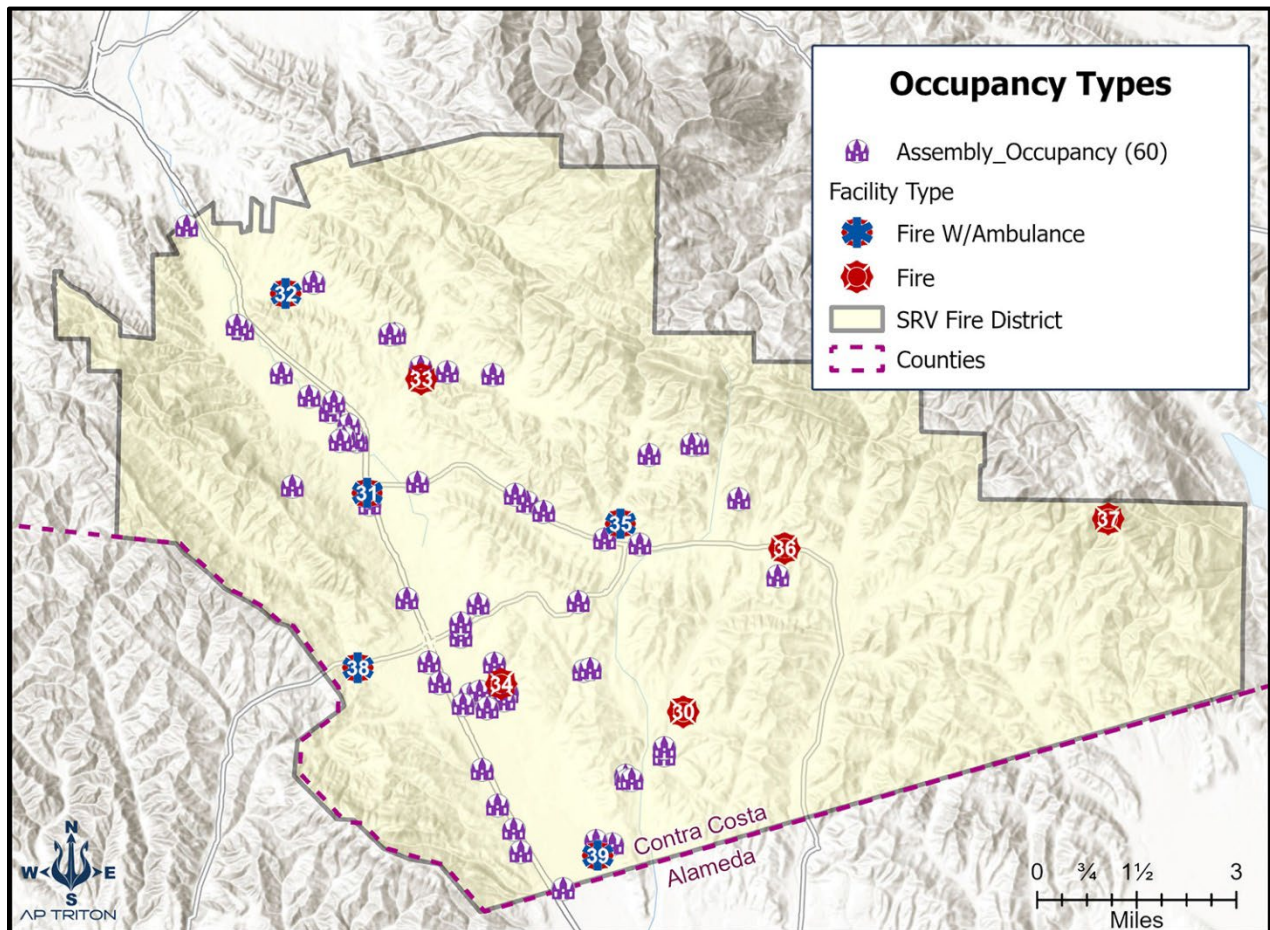 Occupancy Types
Assembly_Occupancy (60)
Facility Type
Fire W/Ambulance
Fire
SRV Fire District
Counties
32
33
31
35
37
36
38
34
30
39
Contra Costa
Alameda
N
W E
S
AP TRITON
0 ¾ 1½ 3
Miles